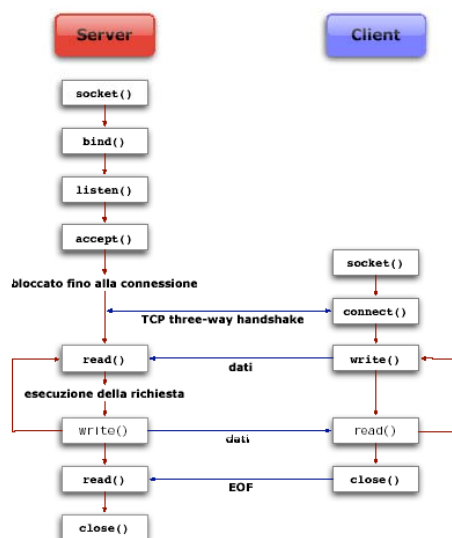 Server
Client
socket()
bind()
listen()
accept()
socket()
bloccato fino alla connessione
connect()
TCP three-way handshake
read()
write()
dati
esecuzione della richiesta
write()
read()
dati
read()
close()
EOF
close()